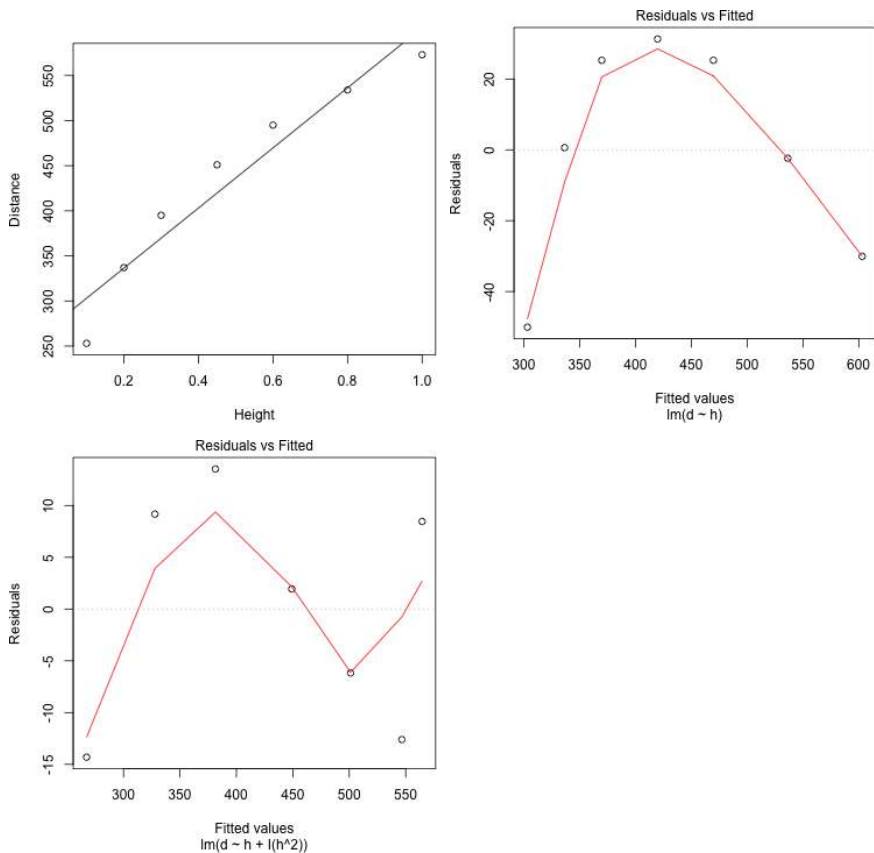 Distance
550
500
450
400
350
300
250
0.2 0.4 0.6 0.8 1.0
Height
Residuals vs Fitted
Residuals
20
0
-20
-40
300 350 400 450 500 550 600
Fitted values
lm(d ~ h)
Residuals vs Fitted
Residuals
10
5
0
-5
-10
-15
300 350 400 450 500 550
Fitted values
lm(d ~ h + I(h^2))